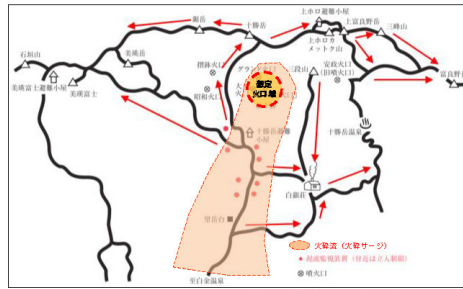 上ホロ避難小屋
上富良野岳
三峰山
鋸岳
十勝岳
上ホロカ
メットク山
石垣山
美瑛岳
摺鉢火口
グラウンド火口
三段山
安政火口
(旧噴火口)
富良野岳
美瑛富士避難小屋
美瑛富士
昭和火口
想定
火口域
十勝岳避難
小屋
十勝岳温泉
白銀荘
望岳台
火砕流(火砕サージ)
噴火口
至白金温泉